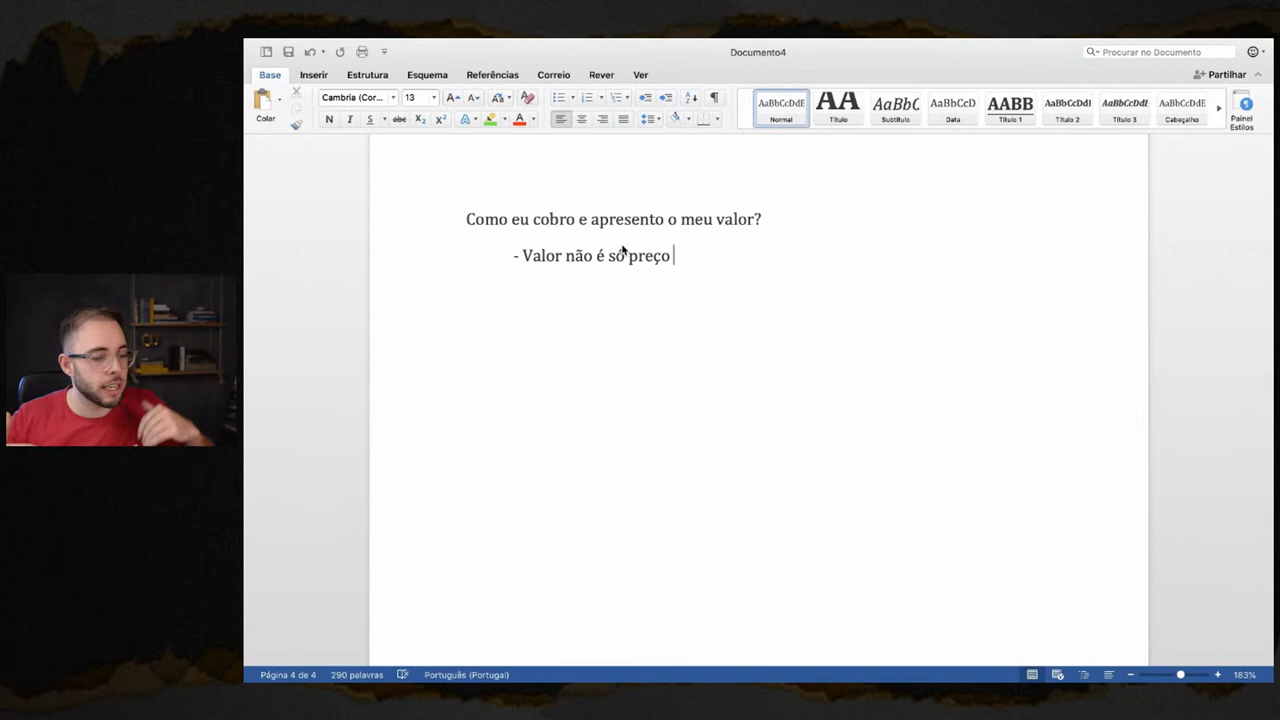 Documento4
Procurar no Documento
Base Inserir Estrutura Esquema Referências Correio Rever Ver Partilhar
Colar
Cambria (Cor... 13
N I S abc X₂ X² A A
AaBbCcDdE AA AaBbC AaBbCcD AABB AaBbCcDdI AaBbCcDdI AaBbCcDdE
Normal Título Subtítulo Data Título 1 Título 2 Título 3 Cabeçalho
Painel
Estilos
Como eu cobro e apresento o meu valor?
- Valor não é só preço
Página 4 de 4 290 palavras Português (Portugal) 183%